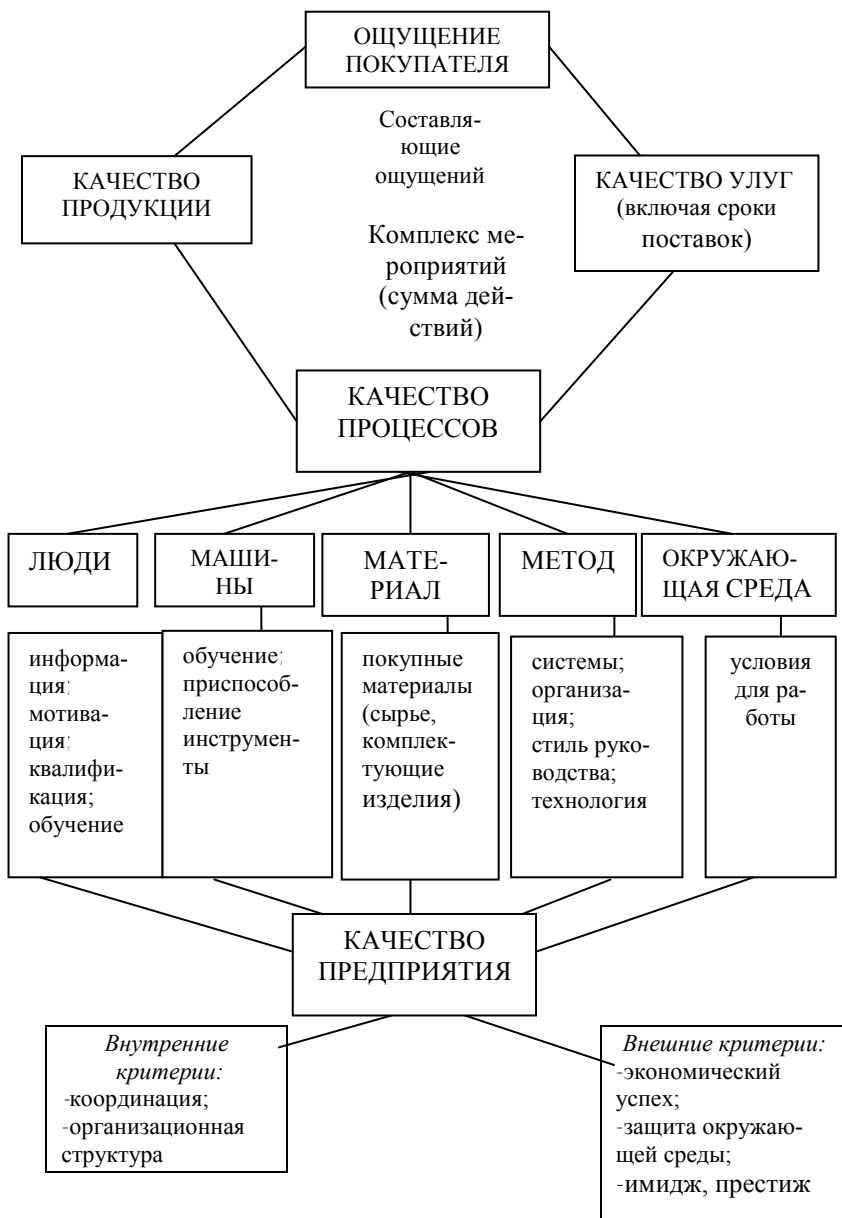 ОЩУЩЕНИЕ
ПОКУПАТЕЛЯ
Составля-
ющие
ощущений
КАЧЕСТВО
ПРОДУКЦИИ
КАЧЕСТВО УЛУГ
(включая сроки
поставок)
Комплекс ме-
роприятий
(сумма дей-
ствий)
КАЧЕСТВО
ПРОЦЕССОВ
ЛЮДИ
МАШИ-
НЫ
МАТЕ-
РИАЛ
МЕТОД
ОКРУЖАЮ-
ЩАЯ СРЕДА
информа-
ция;
мотива-
ция;
квалифи-
кация;
обучение
обучение;
приспособ-
ление
инструмен-
ты
покупные
материалы
(сырье,
комплек-
тующие
изделия)
системы;
организа-
ция;
стиль руко-
водства;
технология
условия
для ра-
боты
КАЧЕСТВО
ПРЕДПРИЯТИЯ
Внутренние
критерии:
-координация;
-организационная
структура
Внешние критерии:
-экономический
успех;
-защита окружаю-
щей среды;
-имидж, престиж